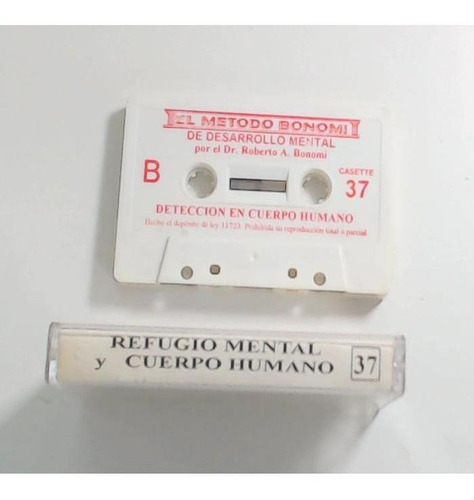 EL METODO BONOMI
DE DESARROLLO MENTAL
por el Dr. Roberto A. Bonomi
B
CASETTE
37
DETECCION EN CUERPO HUMANO
Hecho el depósito de ley 11723. Prohibida su reproducción total o parcial
REFUGIO MENTAL
y CUERPO HUMANO 37